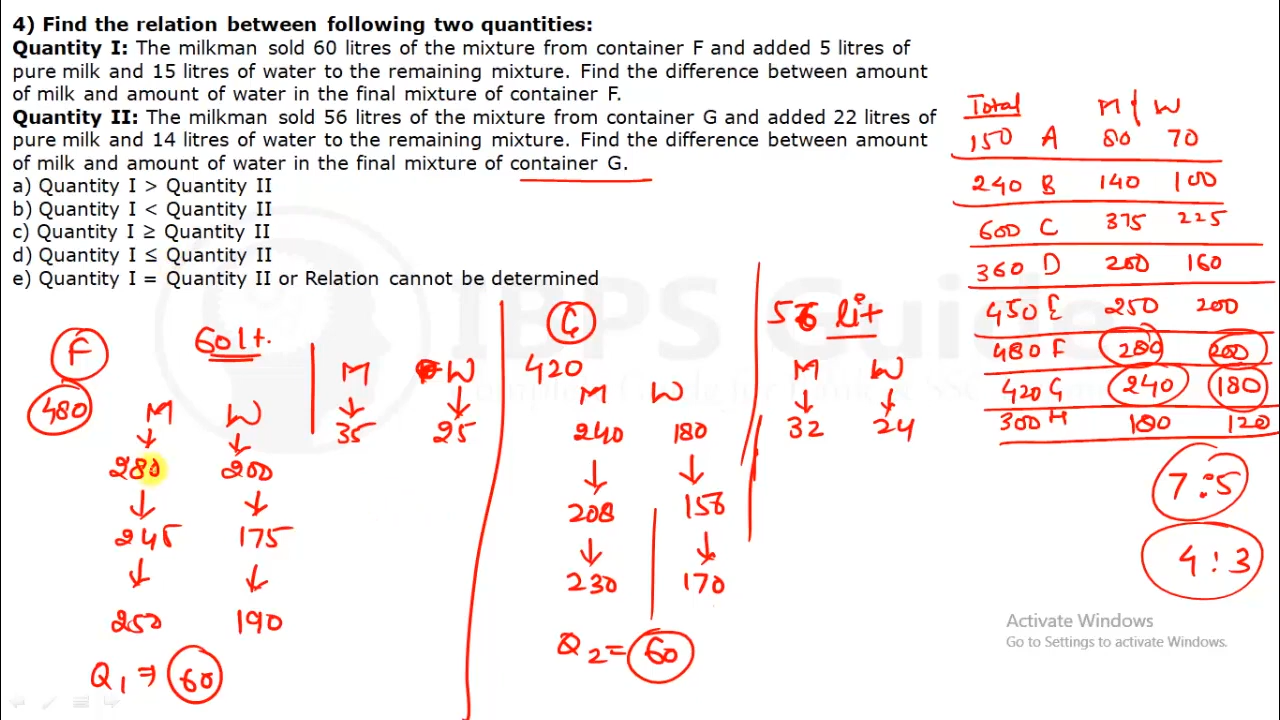 4) Find the relation between following two quantities:
Quantity I: The milkman sold 60 litres of the mixture from container F and added 5 litres of
pure milk and 15 litres of water to the remaining mixture. Find the difference between amount
of milk and amount of water in the final mixture of container F.
Quantity II: The milkman sold 56 litres of the mixture from container G and added 22 litres of
pure milk and 14 litres of water to the remaining mixture. Find the difference between amount
of milk and amount of water in the final mixture of container G.
a) Quantity I > Quantity II
b) Quantity I < Quantity II
c) Quantity I ≥ Quantity II
d) Quantity I ≤ Quantity II
e) Quantity I = Quantity II or Relation cannot be determined
Total M W
150 A 80 70
240 B 140 100
600 C 375 225
360 D 200 160
450 E 250 200
480 F 280 200
420 G 240 180
300 H 180 120
7:5
4:3
F 60 lt.
480
M W
280 200
245 175
250 190
Q1 ⇒ 60
M W
35 25
G
420
M W
240 180
208 156
230 170
Q2 = 60
56 lit
M W
32 24
IBPS Guide
Activate Windows
Go to Settings to activate Windows.